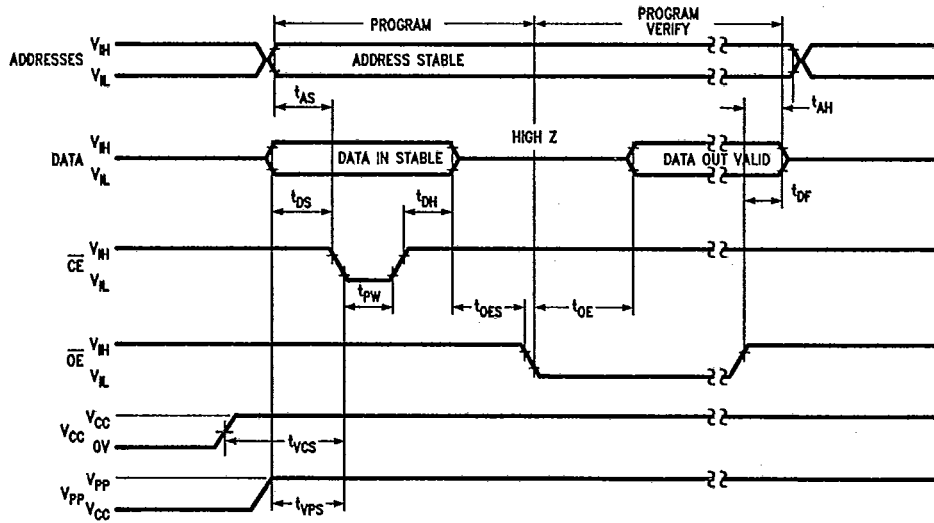 PROGRAM
PROGRAM
VERIFY
ADDRESSES
VIH
VIL
ADDRESS STABLE
tAS
tAH
HIGH Z
DATA
VIH
VIL
DATA IN STABLE
DATA OUT VALID
tDS
tDH
tDF
CE
VIH
VIL
tPW
tOES
tOE
OE
VIH
VIL
VCC
VCC
0V
tVCS
VPP
VPP
VCC
tVPS